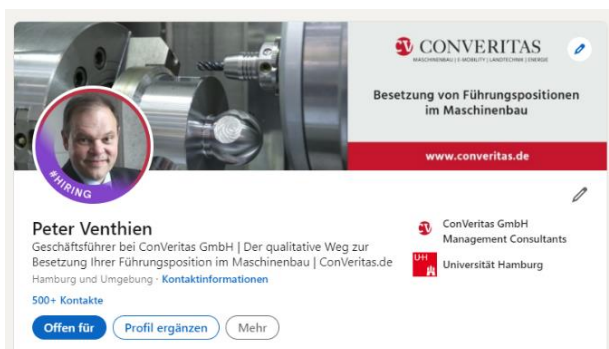 CONVERITAS
MASCHINENBAU | E-MOBILITY | LANDTECHNIK | ENERGIE
Besetzung von Führungspositionen
im Maschinenbau
www.converitas.de
#HIRING
Peter Venthien
Geschäftsführer bei ConVeritas GmbH | Der qualitative Weg zur
Besetzung Ihrer Führungsposition im Maschinenbau | ConVeritas.de
Hamburg und Umgebung · Kontaktinformationen
500+ Kontakte
Offen für
Profil ergänzen
Mehr
ConVeritas GmbH
Management Consultants
UH
Universität Hamburg